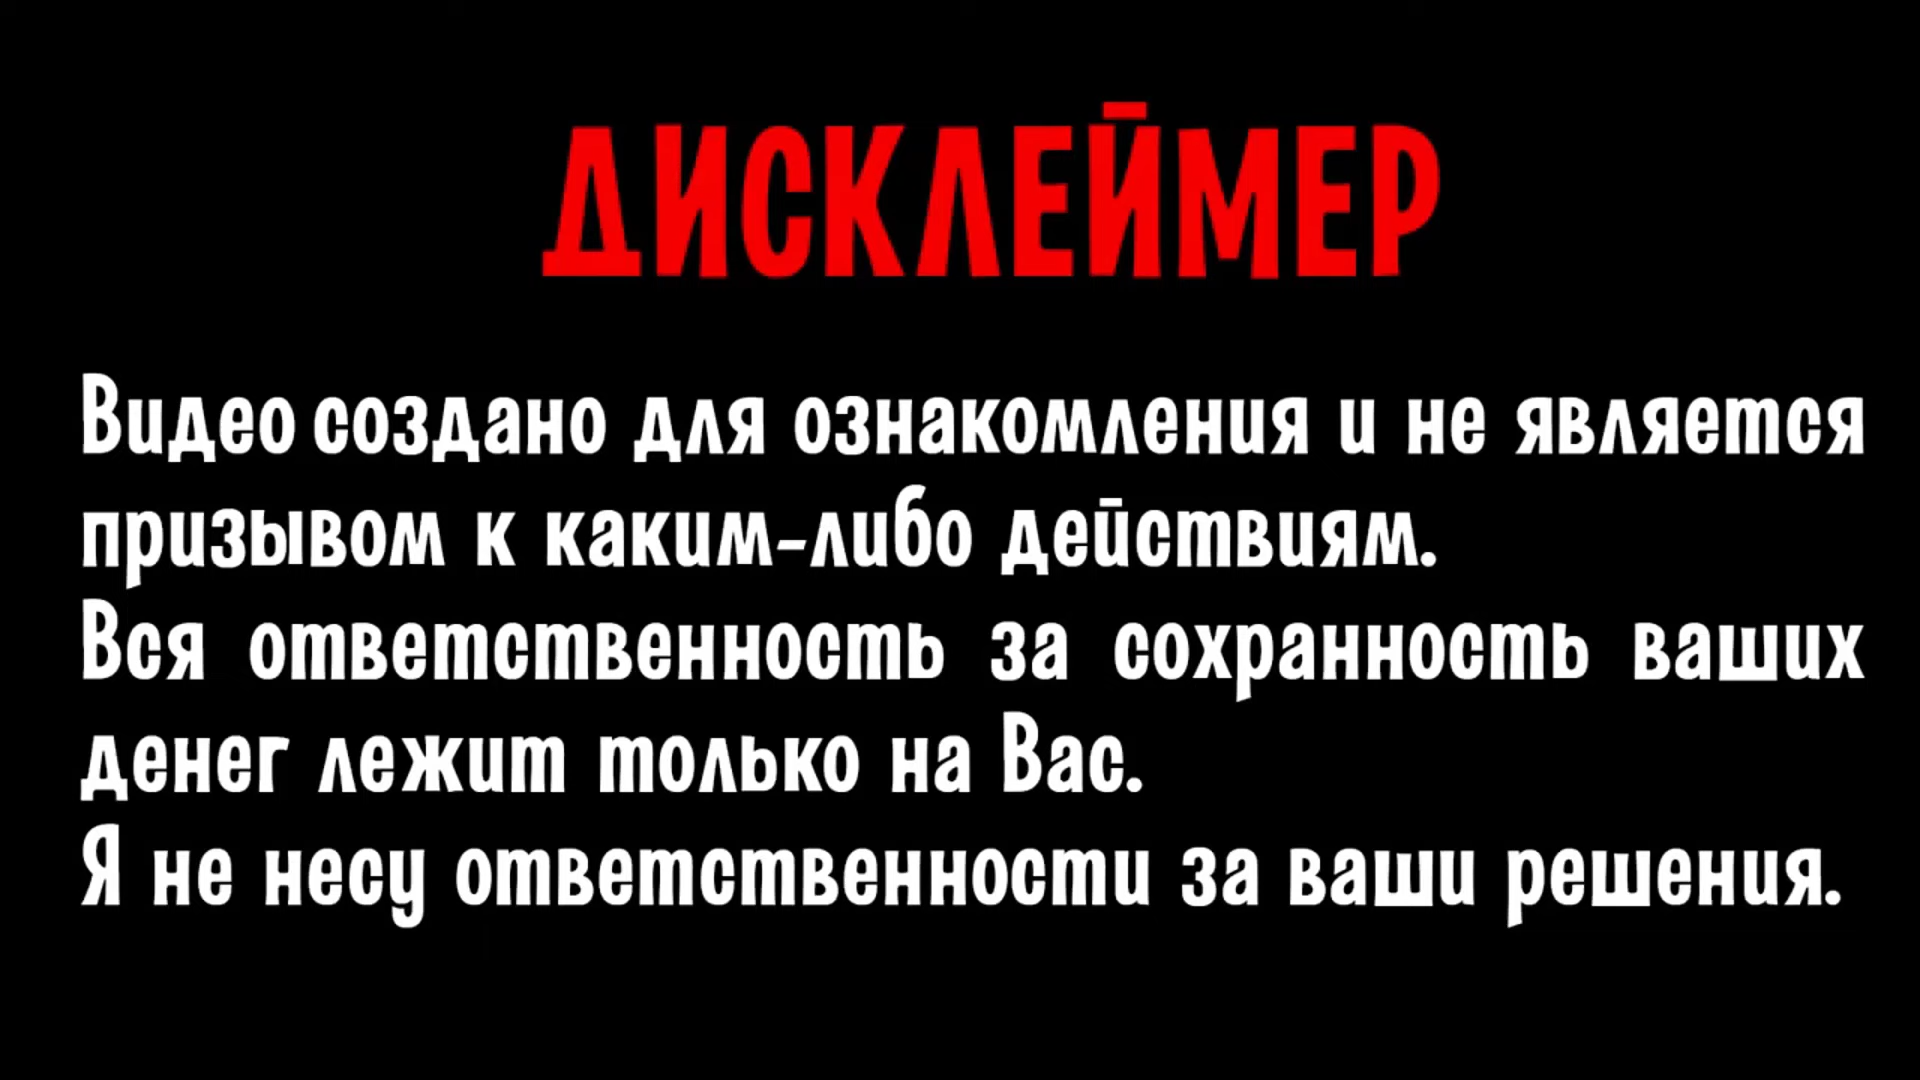 ДИСКЛЕЙМЕР
Видео создано для ознакомления и не является
призывом к каким-либо действиям.
Вся ответственность за сохранность ваших
денег лежит только на Вас.
Я не несу ответственности за ваши решения.